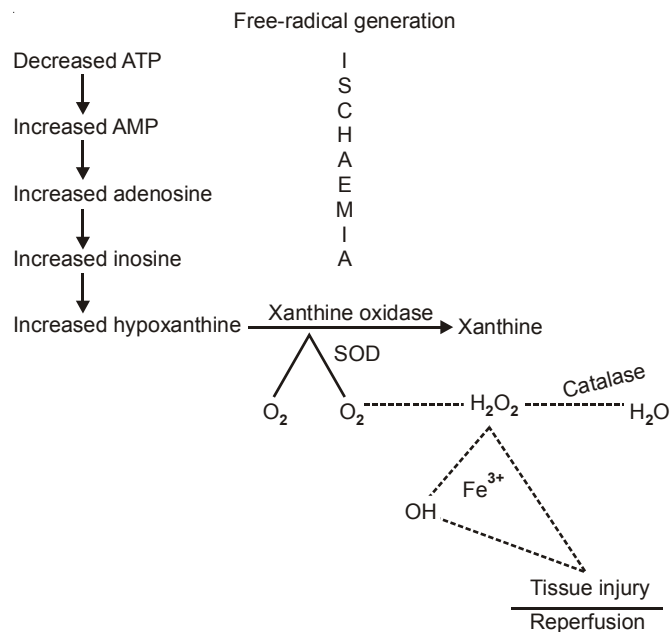 Free-radical generation
Decreased ATP
I
S
C
H
A
E
M
I
A
Increased AMP
Increased adenosine
Increased inosine
Increased hypoxanthine
Xanthine oxidase
Xanthine
SOD
O₂
O₂
H₂O₂
Catalase
H₂O
Fe³⁺
OH
Tissue injury
Reperfusion